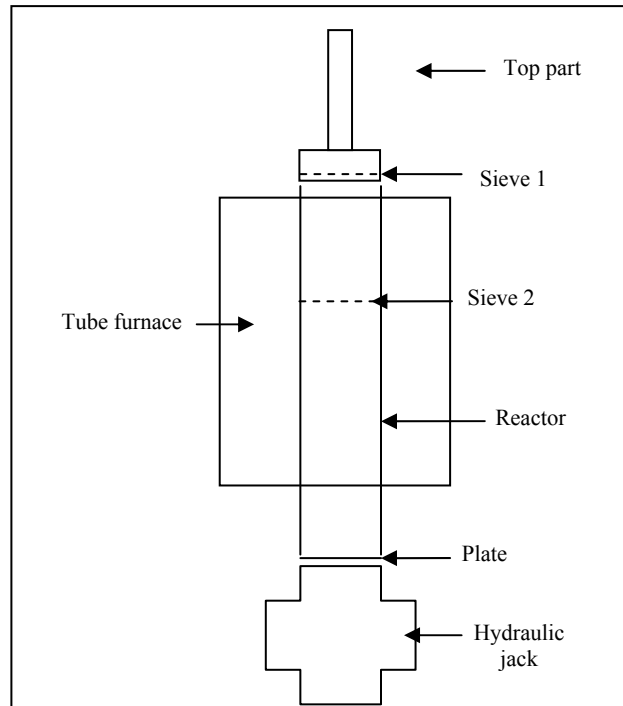 Top part
Sieve 1
Sieve 2
Tube furnace
Reactor
Plate
Hydraulic
jack